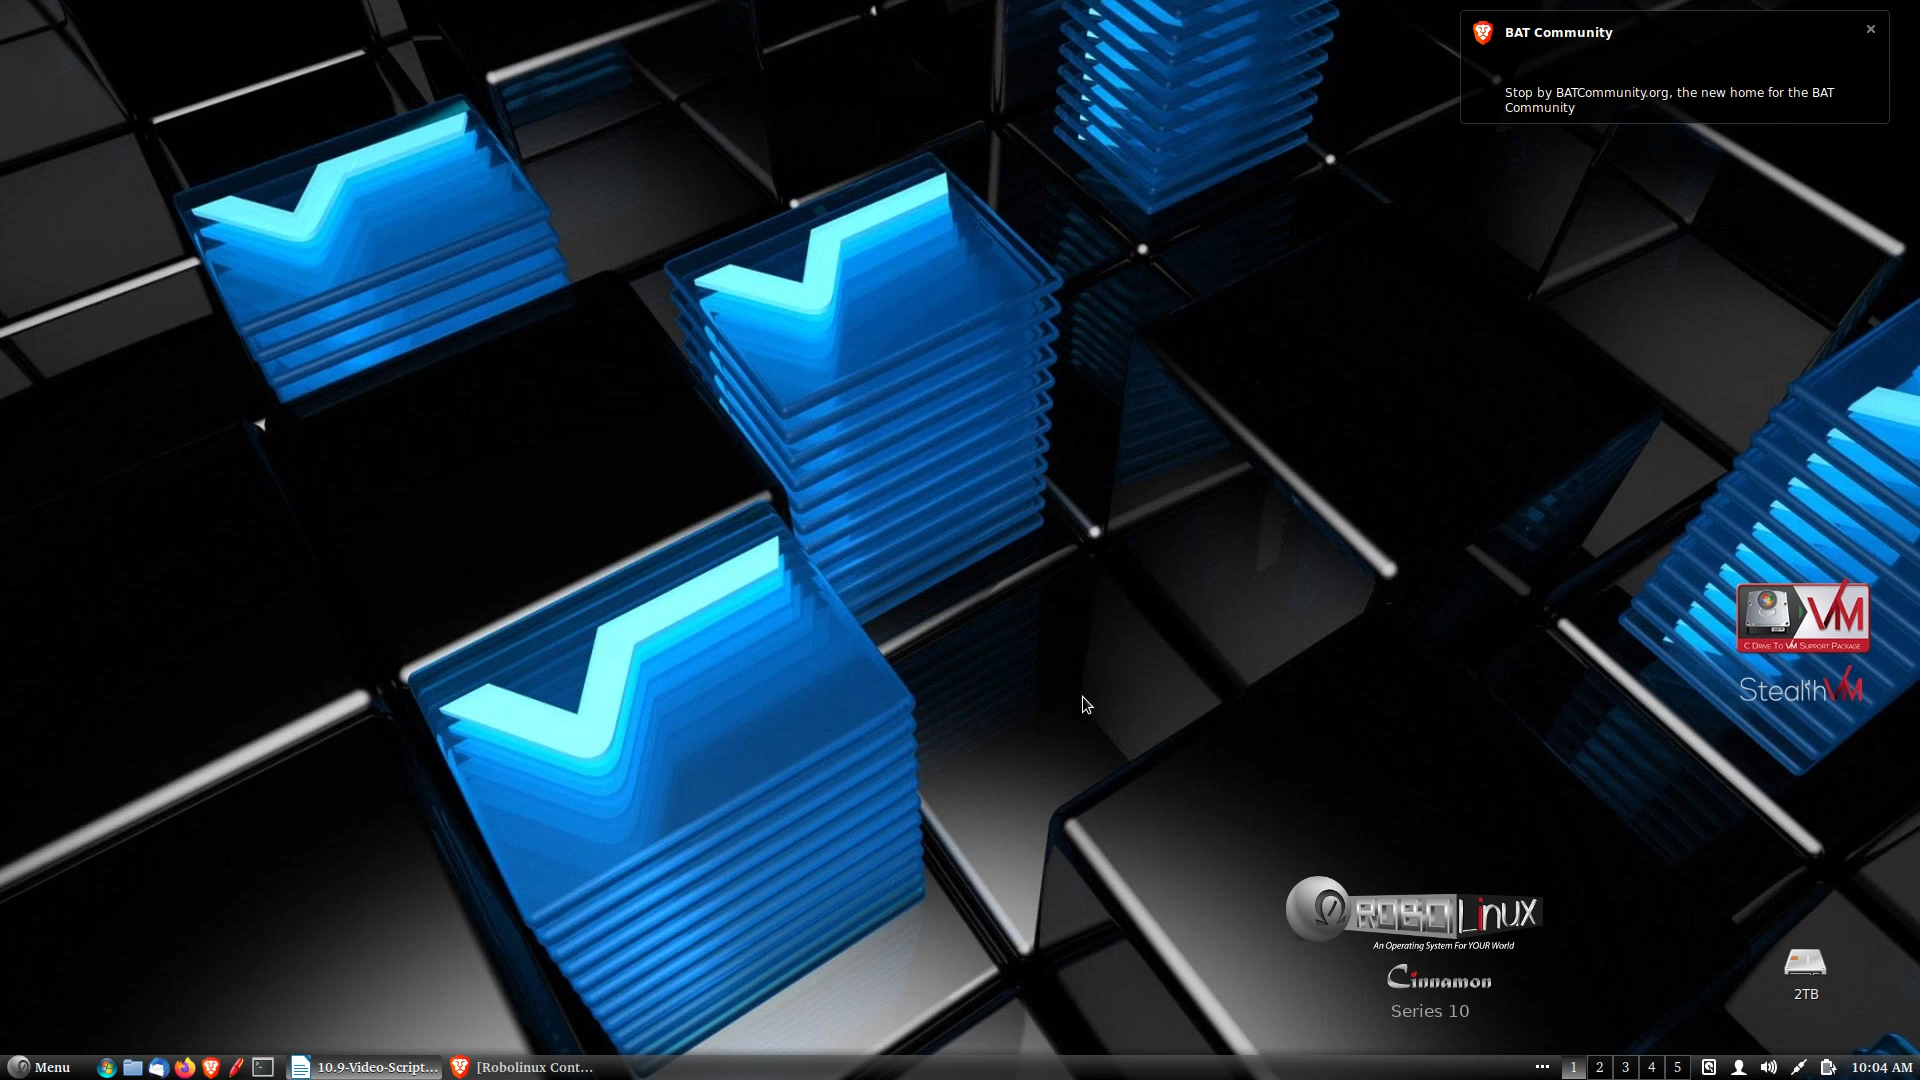 BAT Community
Stop by BATCommunity.org, the new home for the BAT
Community
VM
C Drive To VM Support Package
StealthVM
ROBOLinux
An Operating System For YOUR World
Cinnamon
Series 10
2TB
Menu
10.9-Video-Script...
[Robolinux Cont...
1 2 3 4 5
10:04 AM